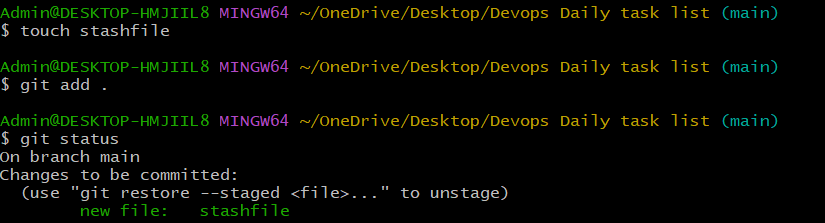 Admin@DESKTOP-HMJIIL8 MINGW64 ~/OneDrive/Desktop/Devops Daily task list (main)
$ touch stashfile
Admin@DESKTOP-HMJIIL8 MINGW64 ~/OneDrive/Desktop/Devops Daily task list (main)
$ git add .
Admin@DESKTOP-HMJIIL8 MINGW64 ~/OneDrive/Desktop/Devops Daily task list (main)
$ git status
On branch main
Changes to be committed:
  (use "git restore --staged <file>..." to unstage)
        new file:   stashfile